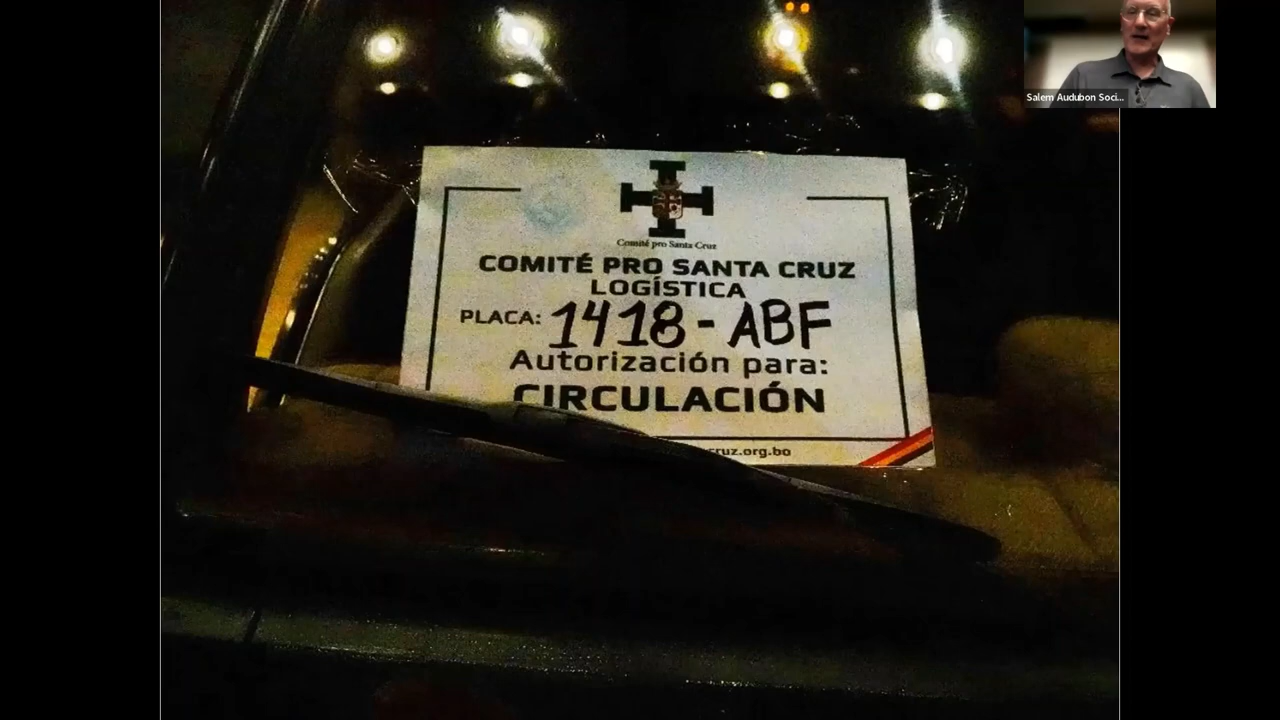 Salem Audubon Soci...
Comité pro Santa Cruz
COMITÉ PRO SANTA CRUZ
LOGÍSTICA
PLACA: 1418-ABF
Autorización para:
CIRCULACIÓN
cruz.org.bo